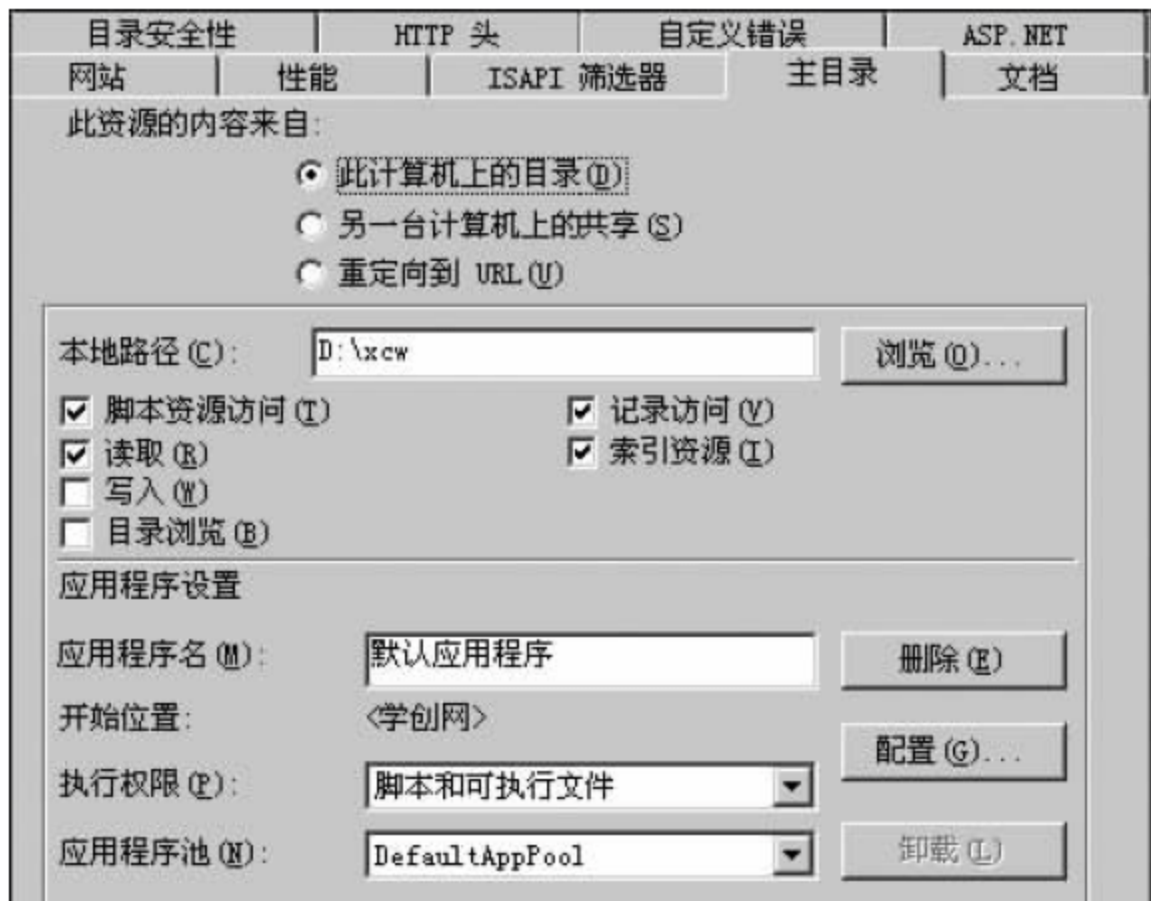 目录安全性 HTTP 头 自定义错误 ASP.NET
网站 性能 ISAPI 筛选器 主目录 文档
此资源的内容来自:
此计算机上的目录(D)
另一台计算机上的共享(S)
重定向到 URL(U)
本地路径(C): D:\xcw 浏览(O)...
脚本资源访问(T) 记录访问(V)
读取(R) 索引资源(I)
写入(W)
目录浏览(B)
应用程序设置
应用程序名(M): 默认应用程序 删除(E)
开始位置: <学创网>
配置(G)...
执行权限(P): 脚本和可执行文件
应用程序池(N): DefaultAppPool 卸载(L)